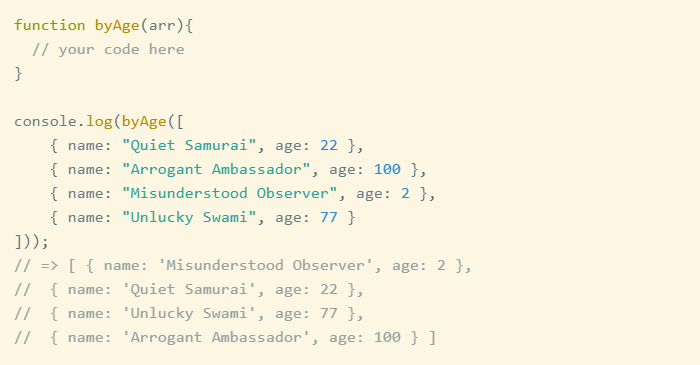 function byAge(arr){
  // your code here
}
console.log(byAge([
    { name: "Quiet Samurai", age: 22 },
    { name: "Arrogant Ambassador", age: 100 },
    { name: "Misunderstood Observer", age: 2 },
    { name: "Unlucky Swami", age: 77 }
]));
// => [ { name: 'Misunderstood Observer', age: 2 },
//  { name: 'Quiet Samurai', age: 22 },
//  { name: 'Unlucky Swami', age: 77 },
//  { name: 'Arrogant Ambassador', age: 100 } ]